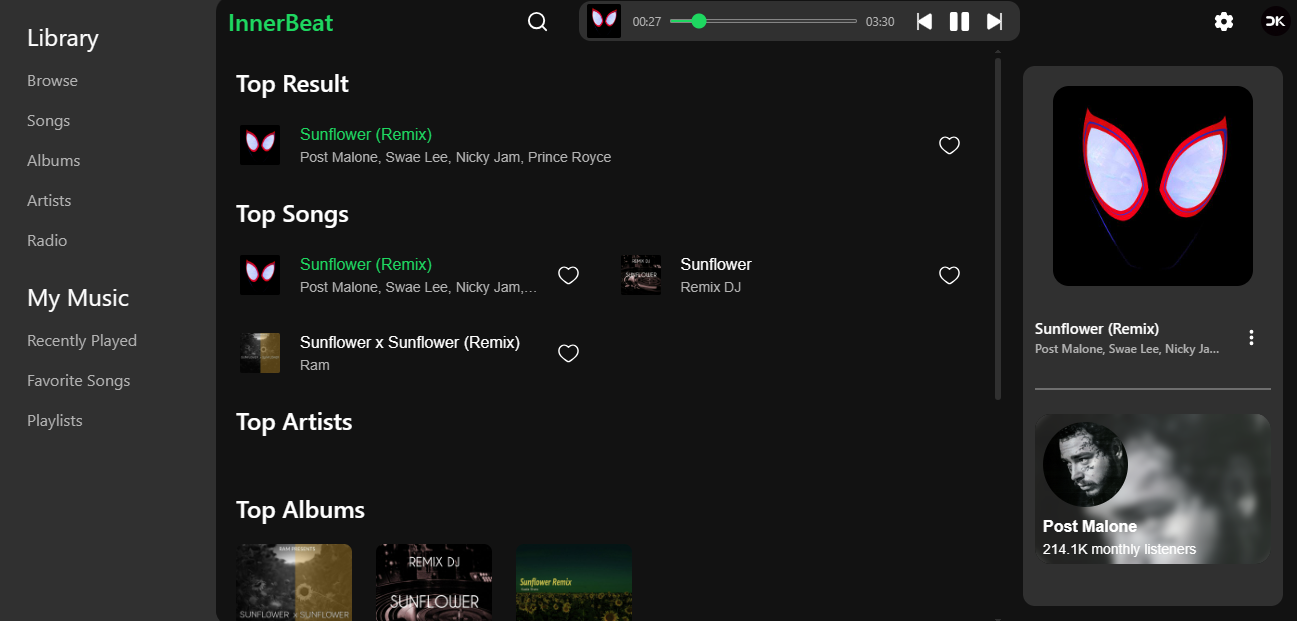 Library
Browse
Songs
Albums
Artists
Radio
My Music
Recently Played
Favorite Songs
Playlists
InnerBeat
00:27
03:30
DK
Top Result
Sunflower (Remix)
Post Malone, Swae Lee, Nicky Jam, Prince Royce
Top Songs
Sunflower (Remix)
Post Malone, Swae Lee, Nicky Jam,...
REMIX DJ
SUNFLOWER
Sunflower
Remix DJ
Sunflower x Sunflower (Remix)
Ram
Top Artists
Top Albums
RAM PRESENTS
SUNFLOWER x SUNFLOWER
REMIX DJ
SUNFLOWER
Sunflower Remix
Sunflower (Remix)
Post Malone, Swae Lee, Nicky Ja...
Post Malone
214.1K monthly listeners